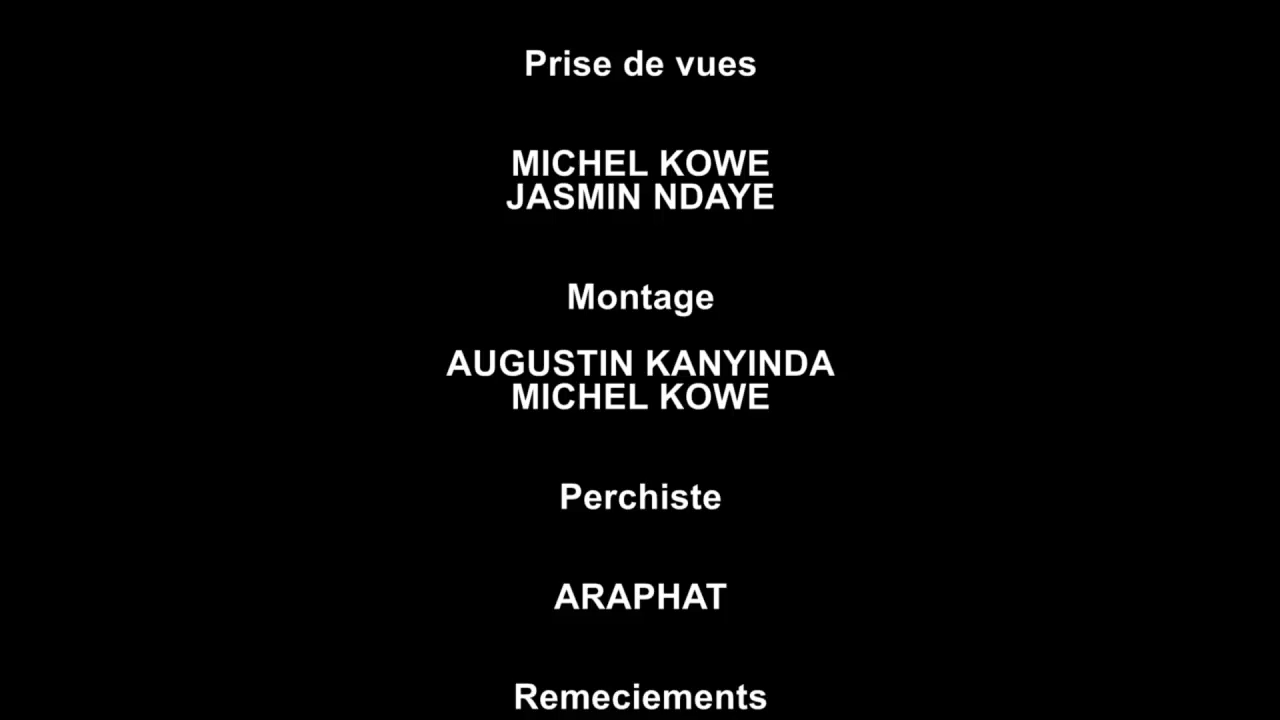 Prise de vues
MICHEL KOWE
JASMIN NDAYE
Montage
AUGUSTIN KANYINDA
MICHEL KOWE
Perchiste
ARAPHAT
Remeciements